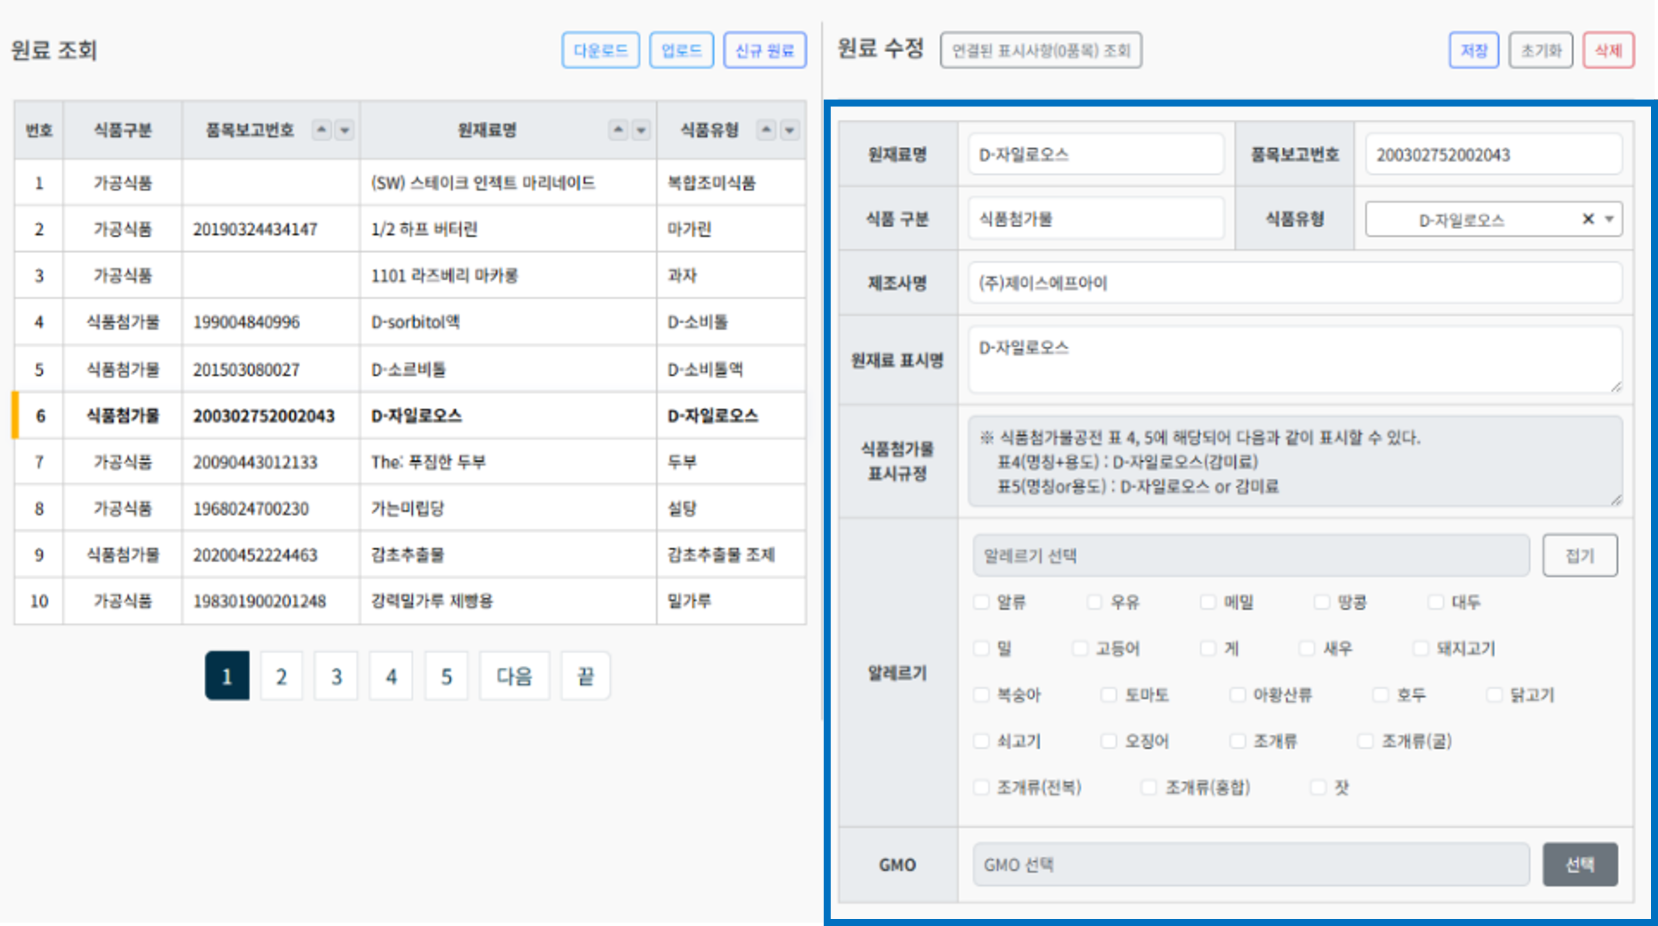 원료 조회
다운로드 업로드 신규 원료
번호 식품구분 품목보고번호 원재료명 식품유형
1 가공식품 (SW) 스테이크 인젝트 마리네이드 복합조미식품
2 가공식품 20190324434147 1/2 하프 버터린 마가린
3 가공식품 1101 라즈베리 마카롱 과자
4 식품첨가물 199004840996 D-sorbitol액 D-소비톨
5 식품첨가물 201503080027 D-소르비톨 D-소비톨액
6 식품첨가물 200302752002043 D-자일로오스 D-자일로오스
7 가공식품 20090443012133 The: 푸짐한 두부 두부
8 가공식품 1968024700230 가는미립당 설탕
9 식품첨가물 20200452224463 감초추출물 감초추출물 조제
10 가공식품 198301900201248 강력밀가루 제빵용 밀가루
1 2 3 4 5 다음 끝
원료 수정 연결된 표시사항(0품목) 조회
저장 초기화 삭제
원재료명 D-자일로오스 품목보고번호 200302752002043
식품 구분 식품첨가물 식품유형 D-자일로오스
제조사명 (주)제이스에프아이
원재료 표시명 D-자일로오스
식품첨가물
표시규정
※ 식품첨가물공전 표 4, 5에 해당되어 다음과 같이 표시할 수 있다.
표4(명칭+용도) : D-자일로오스(감미료)
표5(명칭or용도) : D-자일로오스 or 감미료
알레르기
알레르기 선택 접기
알류 우유 메밀 땅콩 대두
밀 고등어 게 새우 돼지고기
복숭아 토마토 아황산류 호두 닭고기
쇠고기 오징어 조개류 조개류(굴)
조개류(전복) 조개류(홍합) 잣
GMO GMO 선택 선택